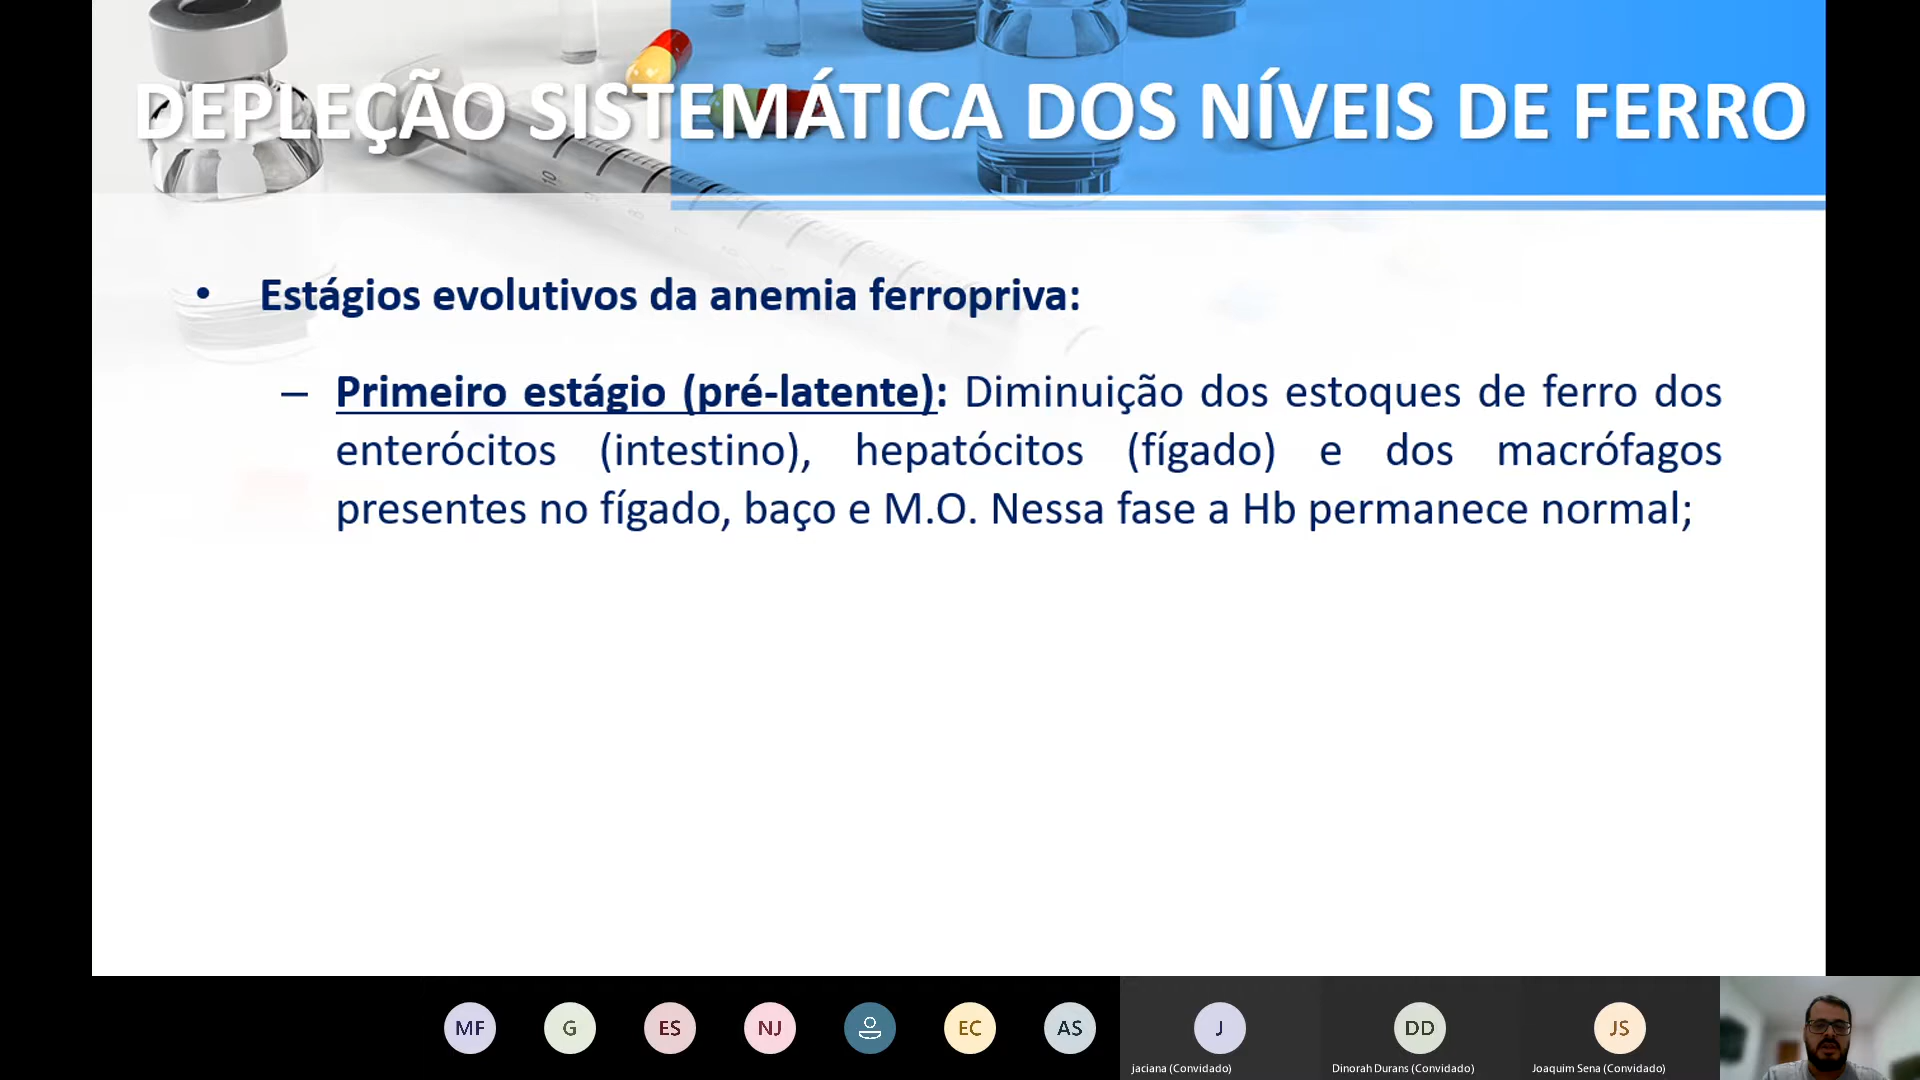 DEPLEÇÃO SISTEMÁTICA DOS NÍVEIS DE FERRO
• Estágios evolutivos da anemia ferropriva:
– Primeiro estágio (pré-latente): Diminuição dos estoques de ferro dos
enterócitos (intestino), hepatócitos (fígado) e dos macrófagos
presentes no fígado, baço e M.O. Nessa fase a Hb permanece normal;
MF G ES NJ EC AS J DD JS
jaciana (Convidado) Dinorah Durans (Convidado) Joaquim Sena (Convidado)